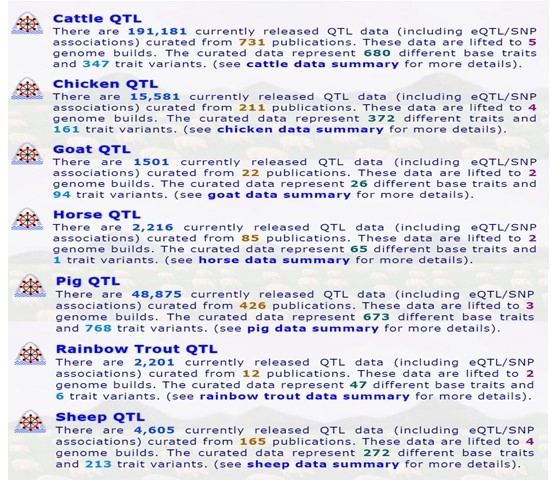 Cattle QTL
There are 191,181 currently released QTL data (including eQTL/SNP
associations) curated from 731 publications. These data are lifted to 5
genome builds. The curated data represent 680 different base traits
and 347 trait variants. (see cattle data summary for more details).
Chicken QTL
There are 15,581 currently released QTL data (including eQTL/SNP
associations) curated from 211 publications. These data are lifted to 4
genome builds. The curated data represent 372 different traits and
161 trait variants. (see chicken data summary for more details).
Goat QTL
There are 1501 currently released QTL data (including eQTL/SNP
associations) curated from 22 publications. These data are lifted to 2
genome builds. The curated data represent 26 different base traits and
94 trait variants. (see goat data summary for more details).
Horse QTL
There are 2,216 currently released QTL data (including eQTL/SNP
associations) curated from 85 publications. These data are lifted to 2
genome builds. The curated data represent 65 different base traits and
1 trait variants. (see horse data summary for more details).
Pig QTL
There are 48,875 currently released QTL data (including eQTL/SNP
associations) curated from 426 publications. These data are lifted to 3
genome builds. The curated data represent 673 different base traits
and 768 trait variants. (see pig data summary for more details).
Rainbow Trout QTL
There are 2,201 currently released QTL data (including eQTL/SNP
associations) curated from 12 publications. These data are lifted to 2
genome builds. The curated data represent 47 different base traits and
6 trait variants. (see rainbow trout data summary for more details).
Sheep QTL
There are 4,605 currently released QTL data (including eQTL/SNP
associations) curated from 165 publications. These data are lifted to 4
genome builds. The curated data represent 272 different base traits
and 213 trait variants. (see sheep data summary for more details).